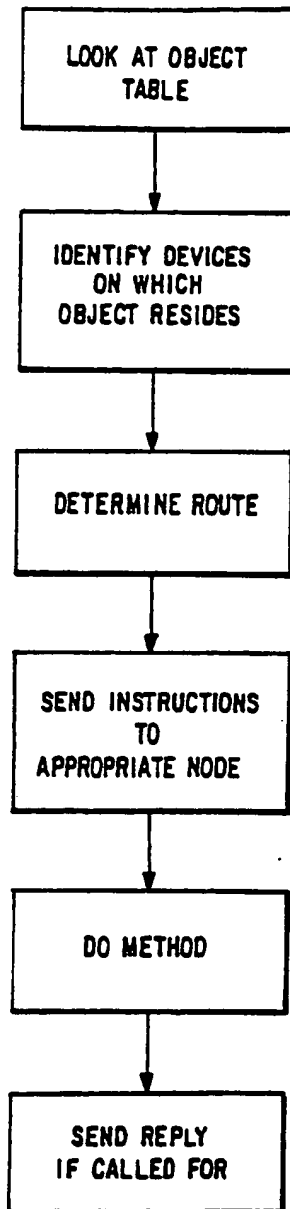 LOOK AT OBJECT
TABLE
IDENTIFY DEVICES
ON WHICH
OBJECT RESIDES
DETERMINE ROUTE
SEND INSTRUCTIONS
TO
APPROPRIATE NODE
DO METHOD
SEND REPLY
IF CALLED FOR